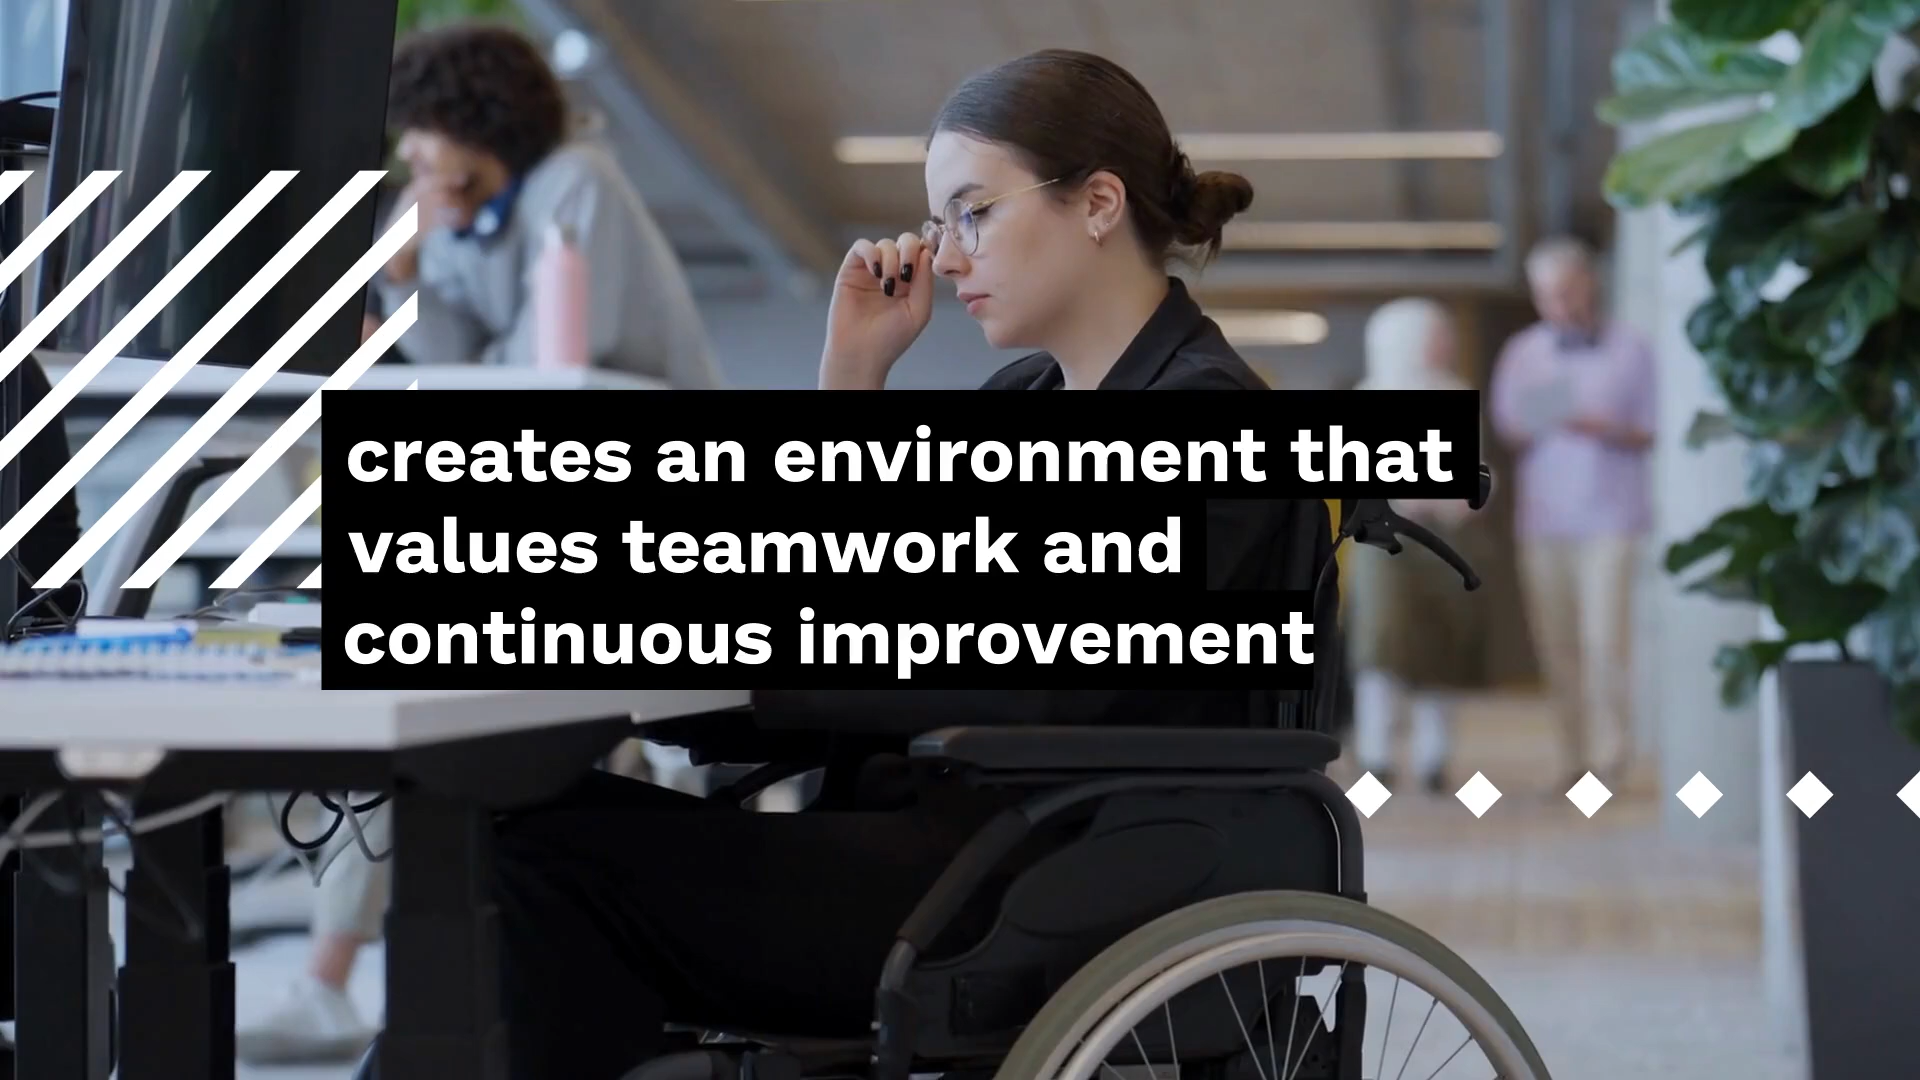 creates an environment that
values teamwork and
continuous improvement